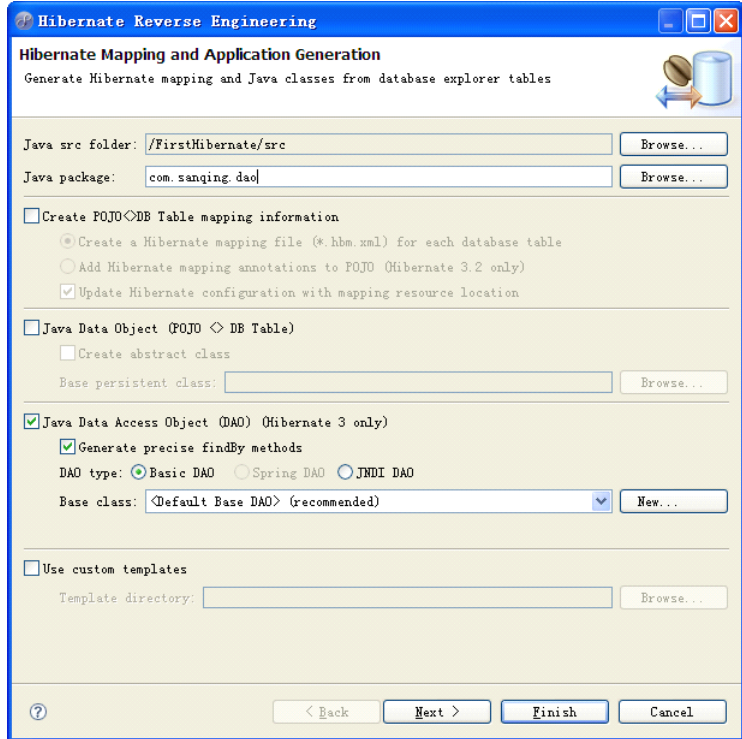 Hibernate Reverse Engineering
Hibernate Mapping and Application Generation
Generate Hibernate mapping and Java classes from database explorer tables
Java src folder: /FirstHibernate/src Browse...
Java package: com.sanqing.dao Browse...
Create POJO<>DB Table mapping information
Create a Hibernate mapping file (*.hbm.xml) for each database table
Add Hibernate mapping annotations to POJO (Hibernate 3.2 only)
Update Hibernate configuration with mapping resource location
Java Data Object (POJO <> DB Table)
Create abstract class
Base persistent class: Browse...
Java Data Access Object (DAO) (Hibernate 3 only)
Generate precise findBy methods
DAO type: Basic DAO Spring DAO JNDI DAO
Base class: <Default Base DAO> (recommended) New...
Use custom templates
Template directory: Browse...
? < Back Next > Finish Cancel